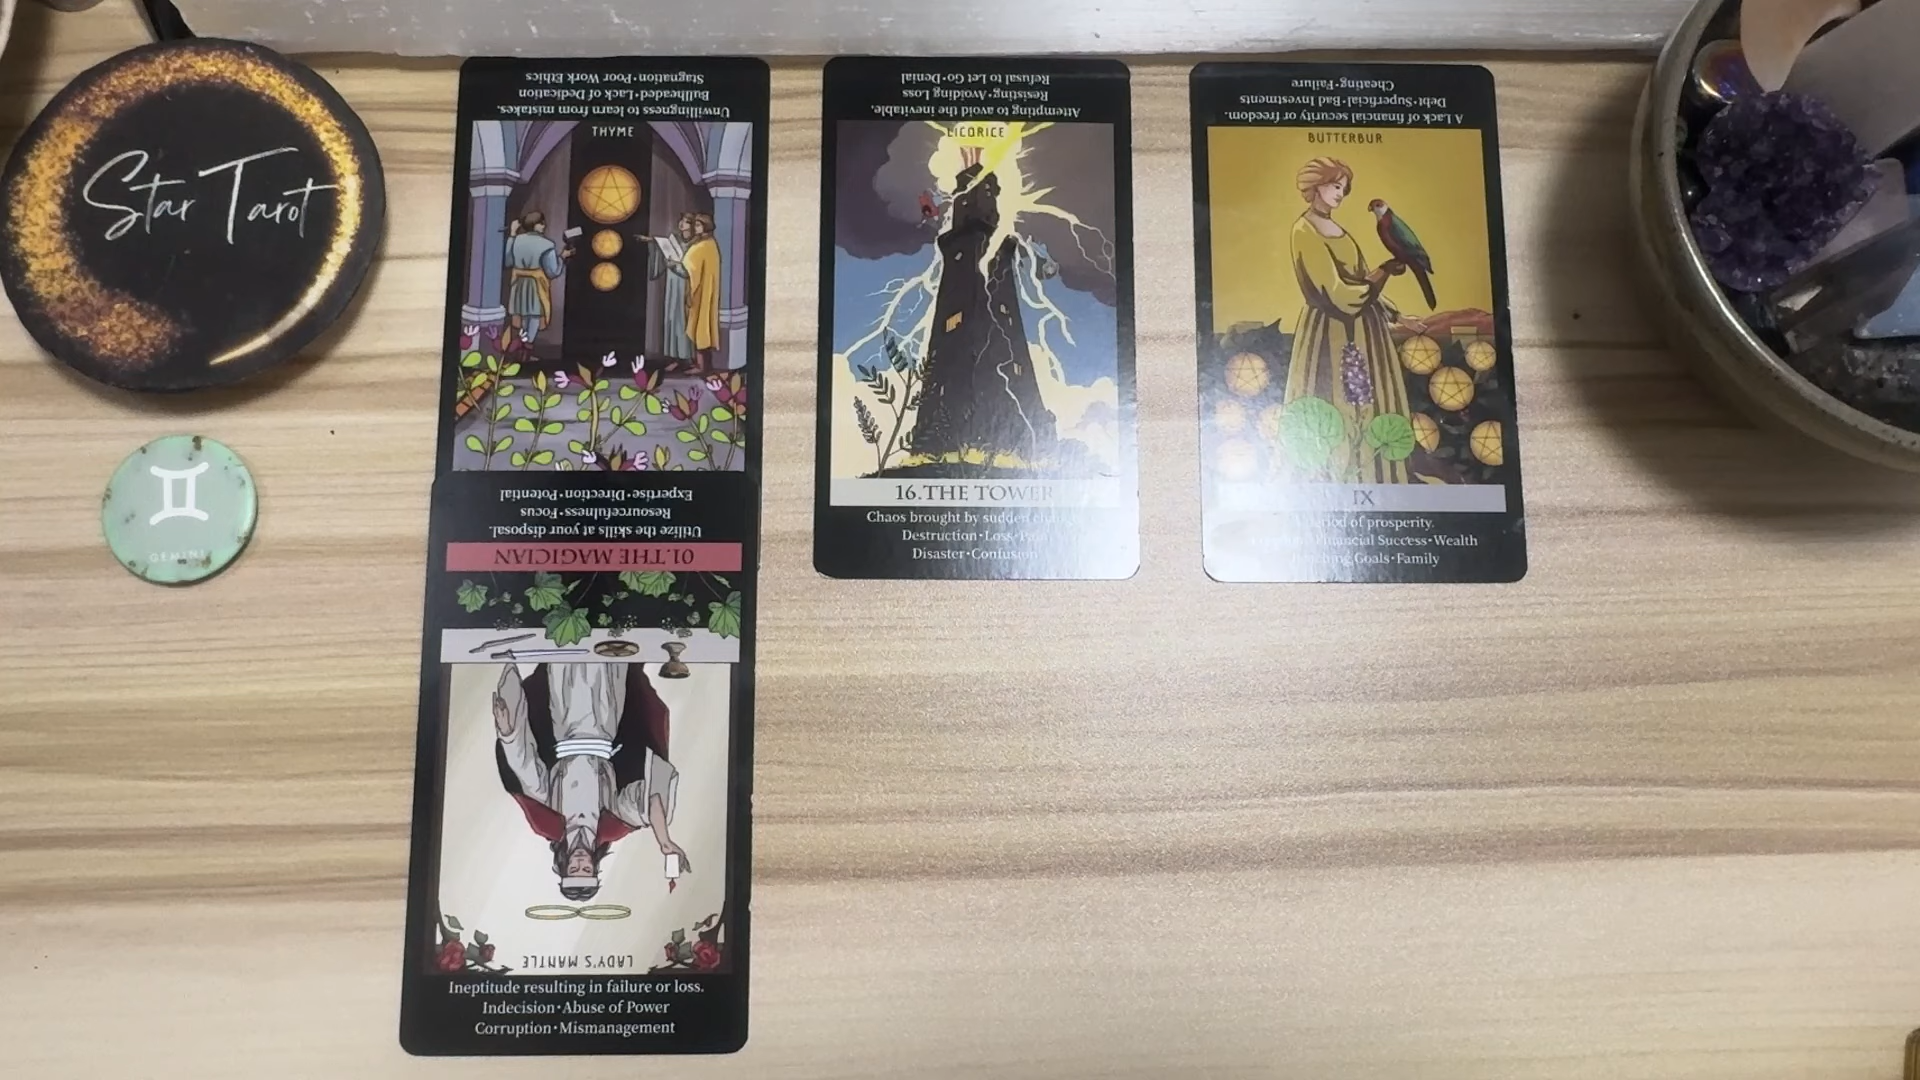 Star Tarot
GEMINI
Unwillingness to learn from mistakes.
Bullheaded•Lack of Dedication
Stagnation•Poor Work Ethics
THYME
Utilize the skills at your disposal.
Resourcefulness•Focus
Expertise•Direction•Potential
01.THE MAGICIAN
LADY'S MANTLE
Ineptitude resulting in failure or loss.
Indecision•Abuse of Power
Corruption•Mismanagement
Attempting to avoid the inevitable.
Resisting•Avoiding Loss
Refusal to Let Go•Denial
LICORICE
16.THE TOWER
Chaos brought by sudden
Destruction•Loss
Disaster•Confusion
A Lack of financial security or freedom.
Debt•Superficial•Bad Investments
Cheating•Failure
BUTTERBUR
IX
of prosperity.
Financial Success•Wealth
Goals•Family